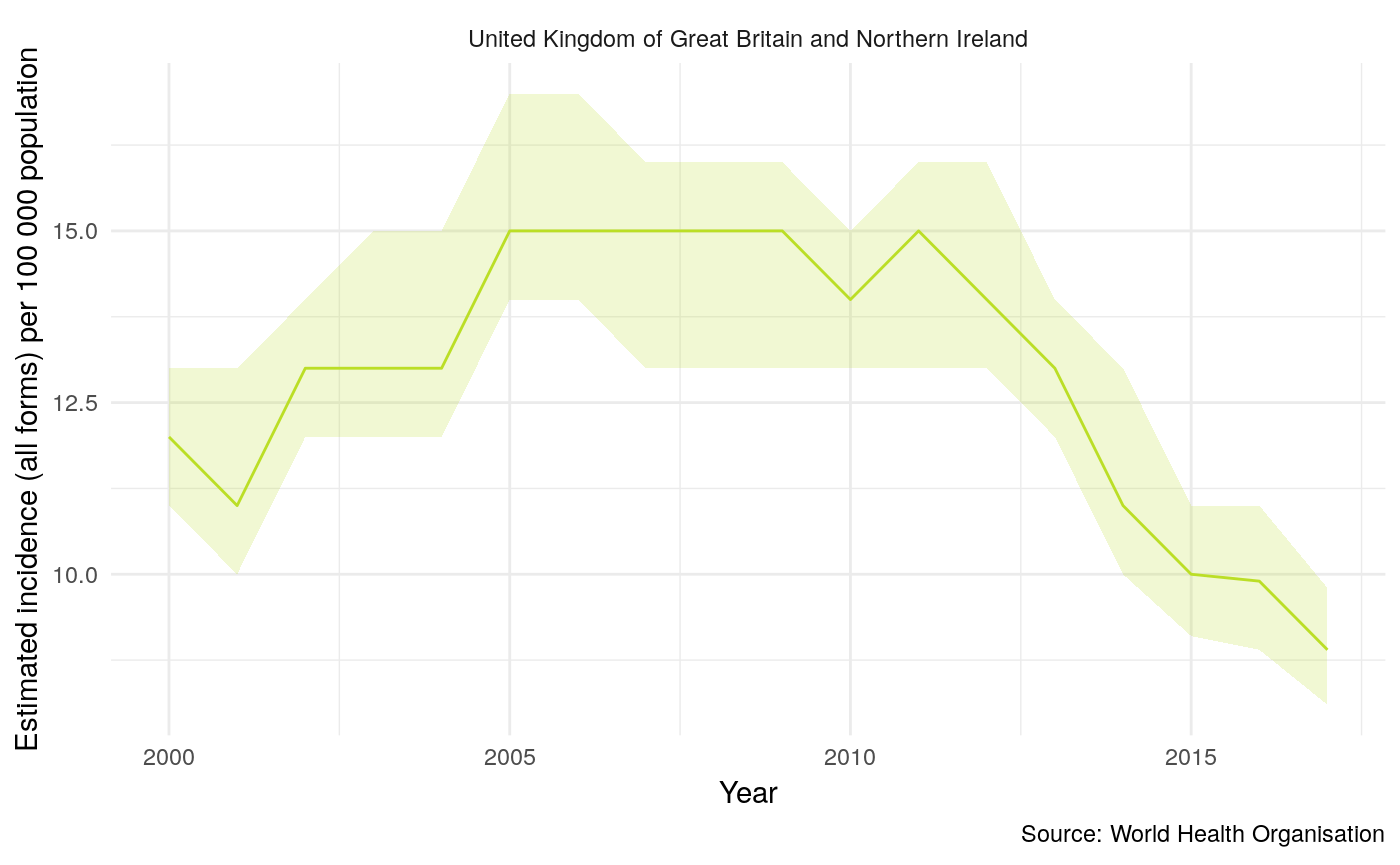 United Kingdom of Great Britain and Northern Ireland
Estimated incidence (all forms) per 100 000 population
15.0
12.5
10.0
2000 2005 2010 2015
Year
Source: World Health Organisation